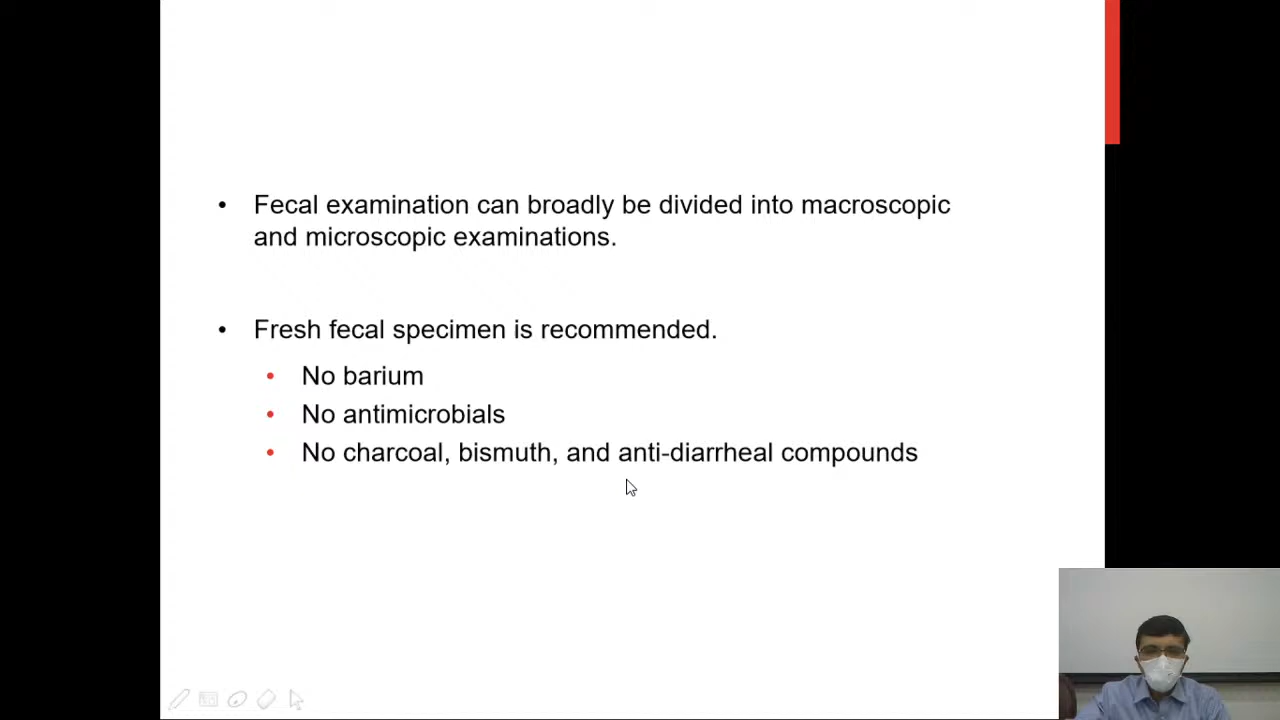 • Fecal examination can broadly be divided into macroscopic
and microscopic examinations.
• Fresh fecal specimen is recommended.
• No barium
• No antimicrobials
• No charcoal, bismuth, and anti-diarrheal compounds